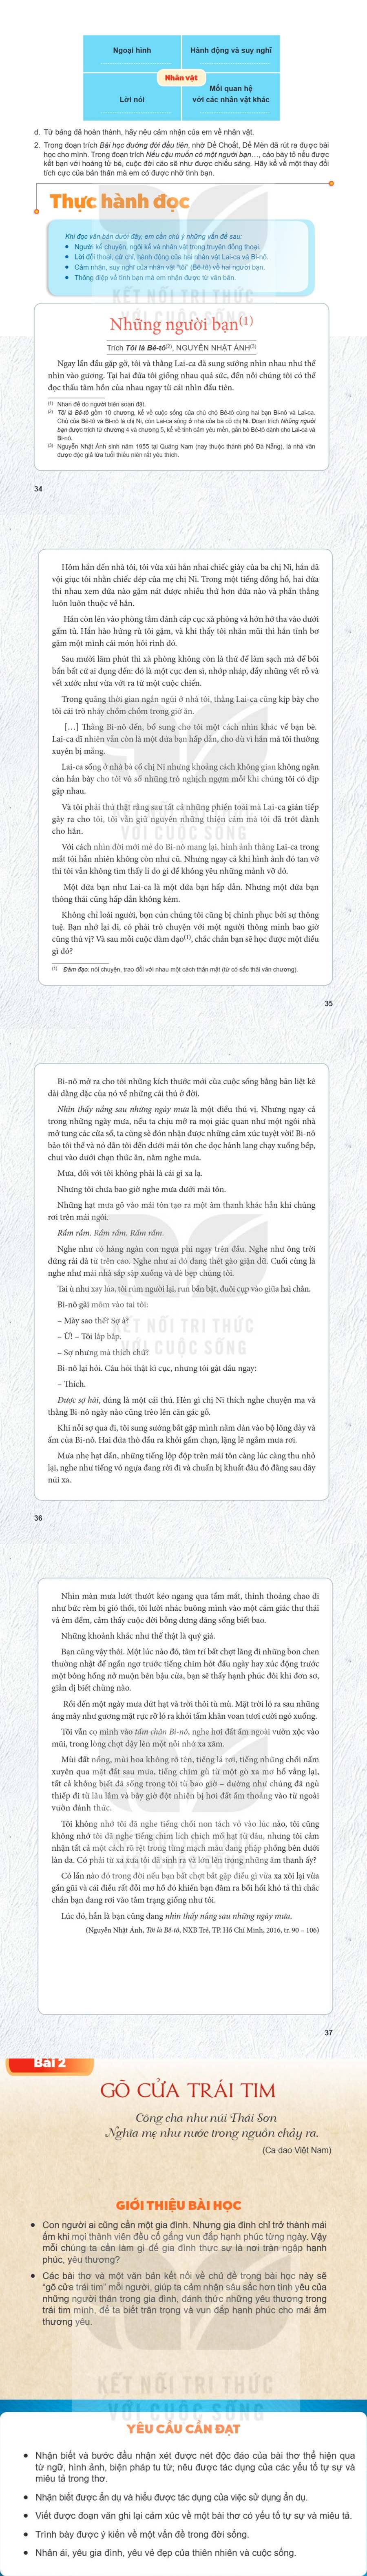 Ngoại hình
Hành động và suy nghĩ
Nhân vật
Lời nói
Mối quan hệ
với các nhân vật khác
d. Từ bảng đã hoàn thành, hãy nêu cảm nhận của em về nhân vật.
2. Trong đoạn trích Bài học đường đời đầu tiên, nhờ Dế Choắt, Dế Mèn đã rút ra được bài
học cho mình. Trong đoạn trích Nếu cậu muốn có một người bạn…, cáo bày tỏ nếu được
kết bạn với hoàng tử bé, cuộc đời cáo sẽ như được chiếu sáng. Hãy kể về một thay đổi
tích cực của bản thân mà em có được nhờ tình bạn.
Thực hành đọc
Khi đọc văn bản dưới đây, em cần chú ý những vấn đề sau:
• Người kể chuyện, ngôi kể và nhân vật trong truyện đồng thoại.
• Lời đối thoại, cử chỉ, hành động của hai nhân vật Lai-ca và Bi-nô.
• Cảm nhận, suy nghĩ của nhân vật “tôi” (Bê-tô) về hai người bạn.
• Thông điệp về tình bạn mà em nhận được từ văn bản.
KẾT NỐI TRI THỨC
Những người bạn(1)
Trích Tôi là Bê-tô(2), NGUYỄN NHẬT ÁNH(3)
Ngay lần đầu gặp gỡ, tôi và thằng Lai-ca đã sung sướng nhìn nhau như thể
nhìn vào gương. Tại hai đứa tôi giống nhau quá sức, đến nỗi chúng tôi có thể
đọc thấu tâm hồn của nhau ngay từ cái nhìn đầu tiên.
(1) Nhan đề do người biên soạn đặt.
(2) Tôi là Bê-tô gồm 10 chương, kể về cuộc sống của chú chó Bê-tô cùng hai bạn Bi-nô và Lai-ca.
Chủ của Bê-tô và Bi-nô là chị Ni, còn Lai-ca sống ở nhà của bà cố chị Ni. Đoạn trích Những người
bạn được trích từ chương 4 và chương 5, kể về tình cảm yêu mến, gắn bó Bê-tô dành cho Lai-ca và
Bi-nô.
(3) Nguyễn Nhật Ánh sinh năm 1955 tại Quảng Nam (nay thuộc thành phố Đà Nẵng), là nhà văn
được độc giả lứa tuổi thiếu niên rất yêu thích.
34
Hôm hắn đến nhà tôi, tôi vừa xúi hắn nhai chiếc giày của ba chị Ni, hắn đã
vội giục tôi nhằn chiếc dép của mẹ chị Ni. Trong một tiếng đồng hồ, hai đứa
thi nhau xem đứa nào gặm nát được nhiều thứ hơn đứa nào và phần thắng
luôn luôn thuộc về hắn.
Hắn còn lẻn vào phòng tắm đánh cắp cục xà phòng và hớn hở tha vào dưới
gầm tủ. Hắn hào hứng rủ tôi gặm, và khi thấy tôi nhăn mũi thì hắn tỉnh bơ
gặm một mình cái món hôi rình đó.
Sau mười lăm phút thì xà phòng không còn là thứ để làm sạch mà để bôi
bẩn bất cứ ai đụng đến: đó là một cục đen sì, nhớp nháp, đầy những vết rỗ và
vết xước như vừa vớt ra từ một cuộc chiến.
Trong quãng thời gian ngắn ngủi ở nhà tôi, thằng Lai-ca cũng kịp bày cho
tôi cái trò nhảy chồm chồm trong giờ ăn.
[…] Thằng Bi-nô đến, bổ sung cho tôi một cách nhìn khác về bạn bè.
Lai-ca dĩ nhiên vẫn còn là một đứa bạn hấp dẫn, cho dù vì hắn mà tôi thường
xuyên bị mắng.
Lai-ca sống ở nhà bà cố chị Ni nhưng khoảng cách không gian không ngăn
cản hắn bày cho tôi vô số những trò nghịch ngợm mỗi khi chúng tôi có dịp
gặp nhau.
Và tôi phải thú thật rằng sau tất cả những phiền toái mà Lai-ca gián tiếp
gây ra cho tôi, tôi vẫn giữ nguyên những thiện cảm mà tôi đã trót dành
cho hắn.
VỚI CUỘC SỐNG
Với cách nhìn đời mới mẻ do Bi-nô mang lại, hình ảnh thằng Lai-ca trong
mắt tôi hẳn nhiên không còn như cũ. Nhưng ngay cả khi hình ảnh đó tan vỡ
thì tôi vẫn không tìm thấy lí do gì để không yêu những mảnh vỡ đó.
Một đứa bạn như Lai-ca là một đứa bạn hấp dẫn. Nhưng một đứa bạn
thông thái cũng hấp dẫn không kém.
Không chỉ loài người, bọn cún chúng tôi cũng bị chinh phục bởi sự thông
tuệ. Bạn nhớ lại đi, có phải trò chuyện với một người thông minh bao giờ
cũng thú vị? Và sau mỗi cuộc đàm đạo(1), chắc chắn bạn sẽ học được một điều
gì đó?
(1) Đàm đạo: nói chuyện, trao đổi với nhau một cách thân mật (từ có sắc thái văn chương).
35
Bi-nô mở ra cho tôi những kích thước mới của cuộc sống bằng bản liệt kê
dài dằng dặc của nó về những cái thú ở đời.
Nhìn thấy nắng sau những ngày mưa là một điều thú vị. Nhưng ngay cả
trong những ngày mưa, nếu ta chịu mở ra mọi giác quan như một ngôi nhà
mở tung các cửa sổ, ta cũng sẽ đón nhận được những cảm xúc tuyệt vời! Bi-nô
bảo tôi thế và nó dẫn tôi đến dưới mái tôn che dọc hành lang chạy xuống bếp,
chui vào dưới chạn thức ăn, nằm nghe mưa.
Mưa, đối với tôi không phải là cái gì xa lạ.
Nhưng tôi chưa bao giờ nghe mưa dưới mái tôn.
Những hạt mưa gõ vào mái tôn tạo ra một âm thanh khác hẳn khi chúng
rơi trên mái ngói.
Rầm rầm. Rầm rầm. Rầm rầm.
Nghe như có hàng ngàn con ngựa phi ngay trên đầu. Nghe như ông trời
đứng rải đá từ trên cao. Nghe như ai đó đang thét gào giận dữ. Cuối cùng là
nghe như mái nhà sắp sập xuống và đè bẹp chúng tôi.
Tai ù như xay lúa, tôi rúm người lại, run bần bật, đuôi cụp vào giữa hai chân.
Bi-nô gái mõm vào tai tôi:
KẾT NỐI TRI THỨC
– Mày sao thế? Sợ à?
– Ừ! – Tôi lắp bắp.
VỚI CUỘC SỐNG
– Sợ nhưng mà thích chứ?
Bi-nô lại hỏi. Câu hỏi thật kì cục, nhưng tôi gật đầu ngay:
– Thích.
Được sợ hãi, đúng là một cái thú. Hèn gì chị Ni thích nghe chuyện ma và
thằng Bi-nô ngày nào cũng trèo lên căn gác gỗ.
Khi nỗi sợ qua đi, tôi sung sướng bắt gặp mình nằm dán vào bộ lông dày và
ấm của Bi-nô. Hai đứa thò đầu ra khỏi gầm chạn, lặng lẽ ngắm mưa rơi.
Mưa nhẹ hạt dần, những tiếng lộp độp trên mái tôn càng lúc càng thu nhỏ
lại, nghe như tiếng vó ngựa đang rời đi và chuẩn bị khuất đâu đó đằng sau dãy
núi xa.
36
Nhìn màn mưa lướt thướt kéo ngang qua tầm mắt, thỉnh thoảng chao đi
như bức rèm bị gió thổi, tôi lười nhác buông mình vào một cảm giác thư thái
và êm đềm, cảm thấy cuộc đời bỗng dưng đáng sống biết bao.
Những khoảnh khắc như thế thật là quý giá.
Bạn cũng vậy thôi. Một lúc nào đó, tâm trí bất chợt lãng đi những bon chen
thường nhật để ngẩn ngơ trước tiếng chim hót đầu ngày hay xúc động trước
một bông hồng nở muộn bên bậu cửa, bạn sẽ thấy hạnh phúc đôi khi đơn sơ,
giản dị biết chừng nào.
Rồi đến một ngày mưa dứt hạt và trời thôi tù mù. Mặt trời ló ra sau những
áng mây như gương mặt rực rỡ ló ra khỏi tấm khăn voan tươi cười ngó xuống.
Tôi vẫn cọ mình vào tấm chăn Bi-nô, nghe hơi đất ẩm ngoài vườn xộc vào
mũi, trong lòng chợt dậy lên một nỗi nhớ xa xăm.
Mùi đất nồng, mùi hoa không rõ tên, tiếng lá rơi, tiếng những chồi nấm
xuyên qua mặt đất sau mưa, tiếng chim gù từ một gò xa mơ hồ vẳng lại,
tất cả không biết đã sống trong tôi từ bao giờ – dường như chúng đã ngủ
thiếp đi từ lâu lắm và bây giờ đột nhiên bị hơi đất ẩm thoảng vào từ ngoài
vườn đánh thức.
Tôi không nhớ tôi đã nghe tiếng chồi non tách vỏ vào lúc nào, tôi cũng
không nhớ tôi đã nghe tiếng chim lích chích mổ hạt từ đâu, nhưng tôi cảm
nhận tất cả một cách rõ rệt trong từng mạch máu đang phập phồng bên dưới
làn da. Có phải từ xa xưa tôi đã sinh ra và lớn lên trong những âm thanh ấy?
Có lần nào đó trong đời nếu bạn bất chợt bắt gặp điều gì vừa xa xôi lại vừa
gần gũi và cái điều rất đỗi mơ hồ đó khiến bạn đâm ra bồi hồi khó tả thì chắc
chắn bạn đang rơi vào tâm trạng giống như tôi.
Lúc đó, hẳn là bạn cũng đang nhìn thấy nắng sau những ngày mưa.
(Nguyễn Nhật Ánh, Tôi là Bê-tô, NXB Trẻ, TP. Hồ Chí Minh, 2016, tr. 90 – 106)
37
Bài 2
GÕ CỬA TRÁI TIM
Công cha như núi Thái Sơn
Nghĩa mẹ như nước trong nguồn chảy ra.
(Ca dao Việt Nam)
GIỚI THIỆU BÀI HỌC
• Con người ai cũng cần một gia đình. Nhưng gia đình chỉ trở thành mái
ấm khi mọi thành viên đều cố gắng vun đắp hạnh phúc từng ngày. Vậy
mỗi chúng ta cần làm gì để gia đình thực sự là nơi tràn ngập hạnh
phúc, yêu thương?
• Các bài thơ và một văn bản kết nối về chủ đề trong bài học này sẽ
“gõ cửa trái tim” mỗi người, giúp ta cảm nhận sâu sắc hơn tình yêu của
những người thân trong gia đình, đánh thức những yêu thương trong
trái tim mình, để ta biết trân trọng và vun đắp hạnh phúc cho mái ấm
thương yêu.
KẾT NỐI TRI THỨC
VỚI CUỘC SỐNG
YÊU CẦU CẦN ĐẠT
• Nhận biết và bước đầu nhận xét được nét độc đáo của bài thơ thể hiện qua
từ ngữ, hình ảnh, biện pháp tu từ; nêu được tác dụng của các yếu tố tự sự và
miêu tả trong thơ.
• Nhận biết được ẩn dụ và hiểu được tác dụng của việc sử dụng ẩn dụ.
• Viết được đoạn văn ghi lại cảm xúc về một bài thơ có yếu tố tự sự và miêu tả.
• Trình bày được ý kiến về một vấn đề trong đời sống.
• Nhân ái, yêu gia đình, yêu vẻ đẹp của thiên nhiên và cuộc sống.